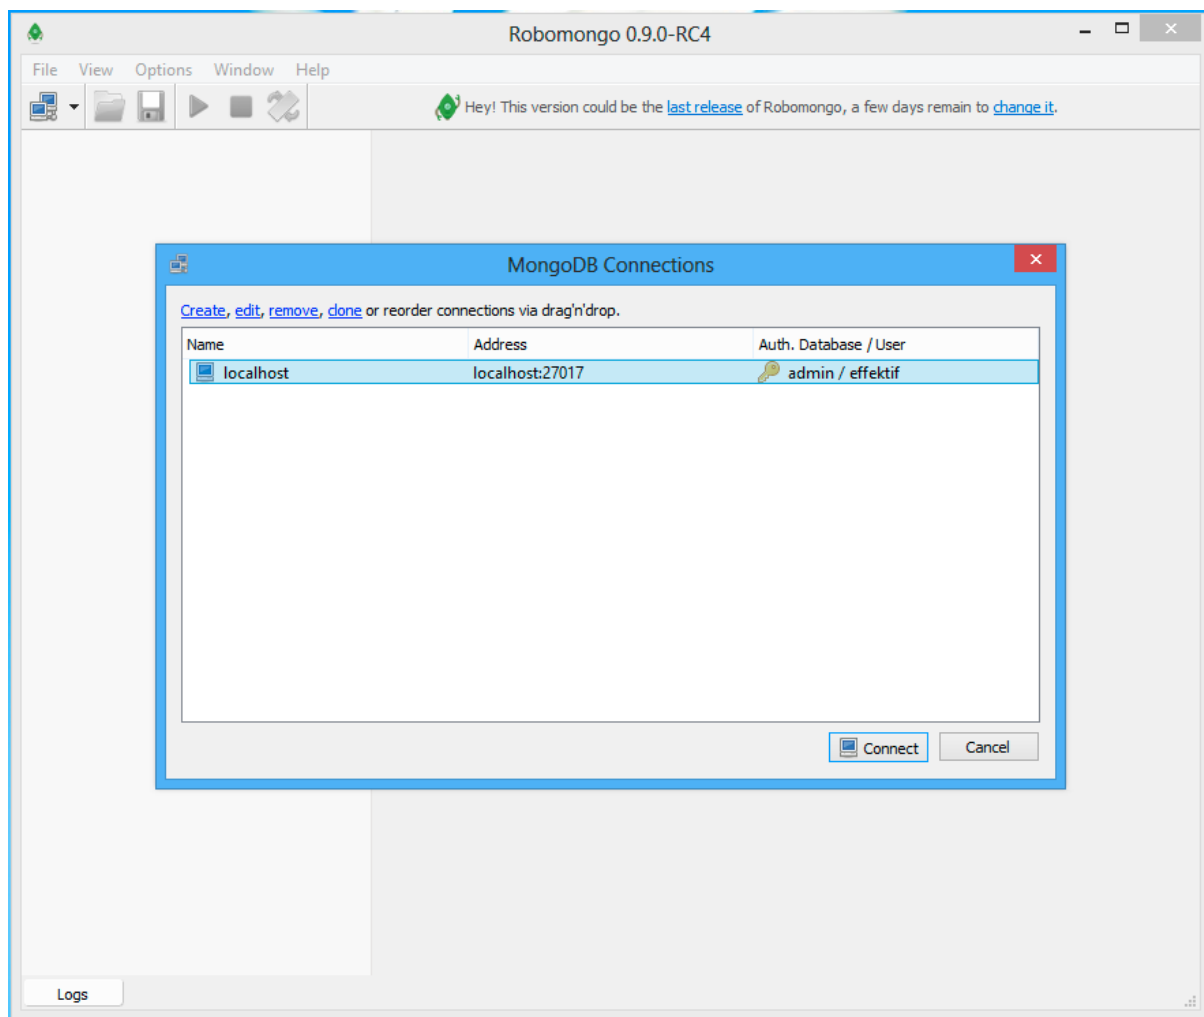 Robomongo 0.9.0-RC4
File View Options Window Help
Hey! This version could be the last release of Robomongo, a few days remain to change it.
MongoDB Connections
Create, edit, remove, clone or reorder connections via drag'n'drop.
Name Address Auth. Database / User
localhost localhost:27017 admin / effektif
Connect Cancel
Logs